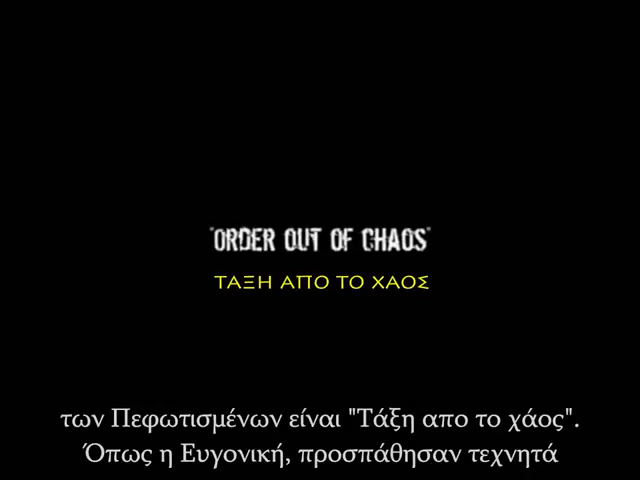 "ORDER OUT OF CHAOS"
ΤΑΞΗ ΑΠΟ ΤΟ ΧΑΟΣ
των Πεφωτισμένων είναι "Τάξη απο το χάος".
Όπως η Ευγονική, προσπάθησαν τεχνητά